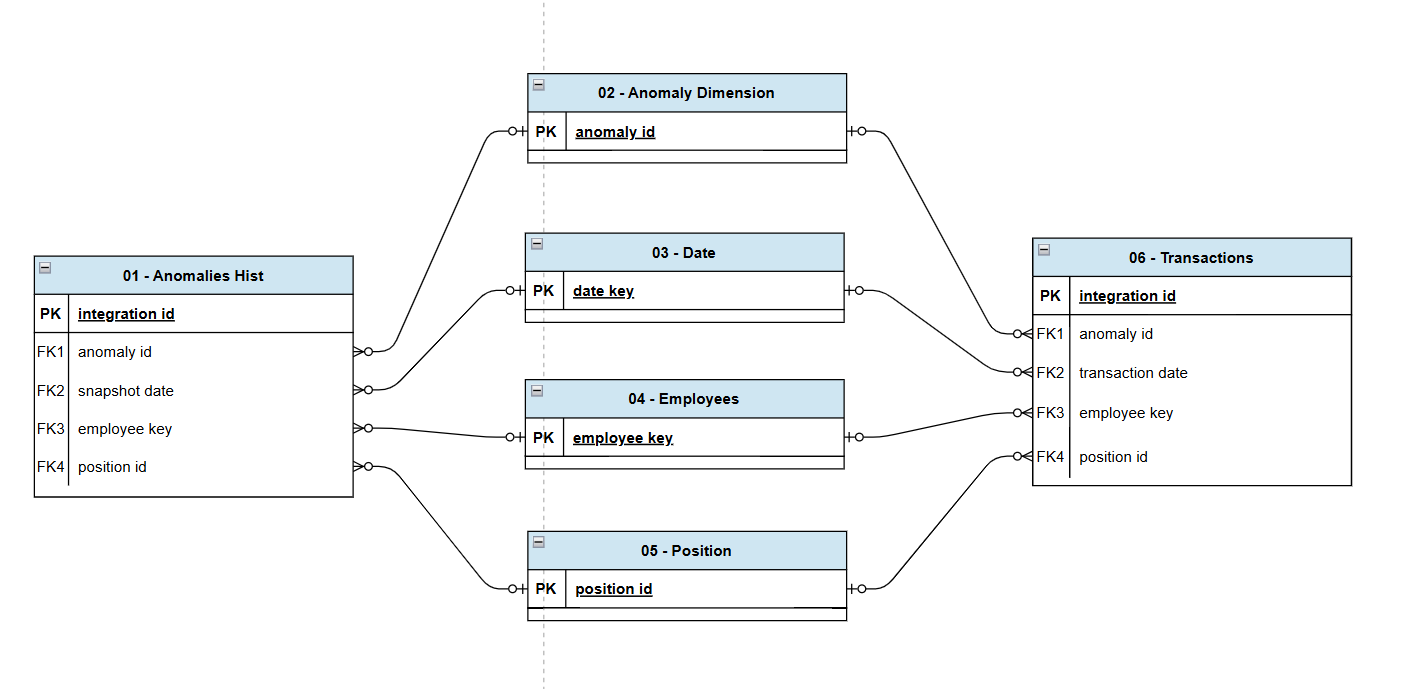 01 - Anomalies Hist
PK integration id
FK1 anomaly id
FK2 snapshot date
FK3 employee key
FK4 position id
02 - Anomaly Dimension
PK anomaly id
03 - Date
PK date key
04 - Employees
PK employee key
05 - Position
PK position id
06 - Transactions
PK integration id
FK1 anomaly id
FK2 transaction date
FK3 employee key
FK4 position id